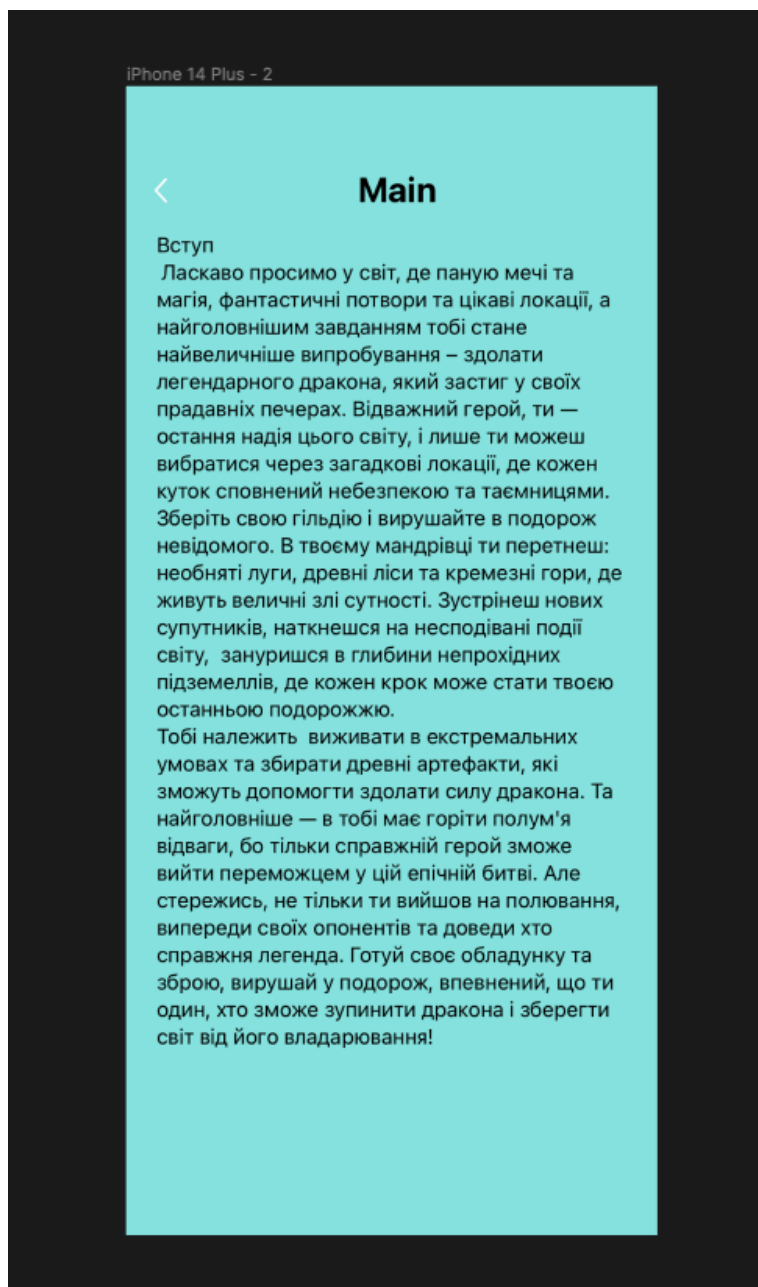 iPhone 14 Plus - 2
Main
Вступ
Ласкаво просимо у світ, де паную мечі та
магія, фантастичні потвори та цікаві локації, а
найголовнішим завданням тобі стане
найвеличніше випробування – здолати
легендарного дракона, який застиг у своїх
прадавніх печерах. Відважний герой, ти —
остання надія цього світу, і лише ти можеш
вибратися через загадкові локації, де кожен
куток сповнений небезпекою та таємницями.
Зберіть свою гільдію і вирушайте в подорож
невідомого. В твоєму мандрівці ти перетнеш:
необняті луги, древні ліси та кремезні гори, де
живуть величні злі сутності. Зустрінеш нових
супутників, наткнешся на несподівані події
світу,  зануришся в глибини непрохідних
підземеллів, де кожен крок може стати твоєю
останньою подорожжю.
Тобі належить  виживати в екстремальних
умовах та збирати древні артефакти, які
зможуть допомогти здолати силу дракона. Та
найголовніше — в тобі має горіти полум'я
відваги, бо тільки справжній герой зможе
вийти переможцем у цій епічній битві. Але
стережись, не тільки ти вийшов на полювання,
випереди своїх опонентів та доведи хто
справжня легенда. Готуй своє обладунку та
зброю, вирушай у подорож, впевнений, що ти
один, хто зможе зупинити дракона і зберегти
світ від його владарювання!